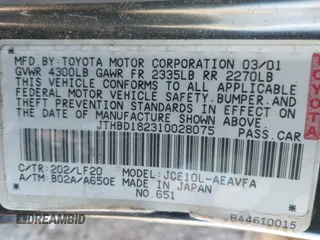 MFD.BY:TOYOTA MOTOR CORPORATION 03/01
GVWR 4300LB GAWR FR 2335LB RR 2270LB
THIS VEHICLE CONFORMS TO ALL APPLICABLE
FEDERAL MOTOR VEHICLE SAFETY, BUMPER, AND
THEFT PREVENTION STANDARDS IN EFFECT ON
THE DATE OF MANUFACTURE SHOWN ABOVE.
JTHBD182310028075 PASS.CAR
C/TR:202/LF20 MODEL:JCE10L-AEAVFA
A/TM:B02A/A650E MADE IN JAPAN
NO.651
BA4610015
DREAMBID